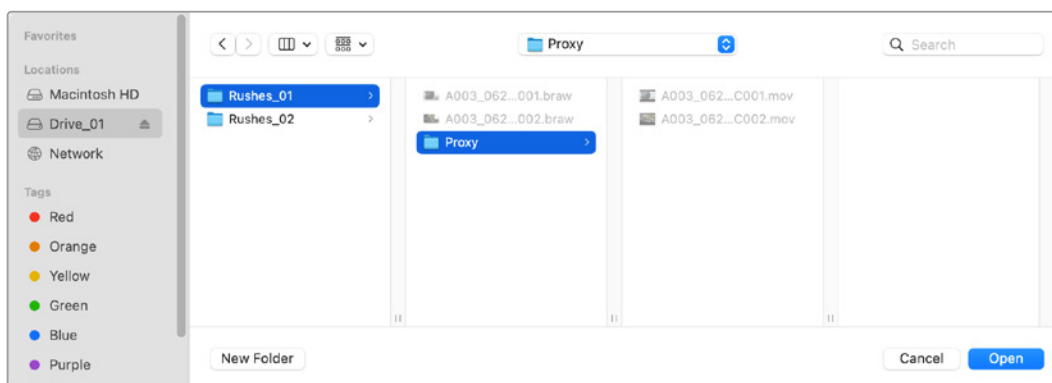 Favorites
Locations
Macintosh HD
Drive_01
Network
Tags
Red
Orange
Yellow
Green
Blue
Purple
Proxy
Search
Rushes_01
Rushes_02
A003_062...001.braw
A003_062...002.braw
Proxy
A003_062...C001.mov
A003_062...C002.mov
New Folder
Cancel
Open